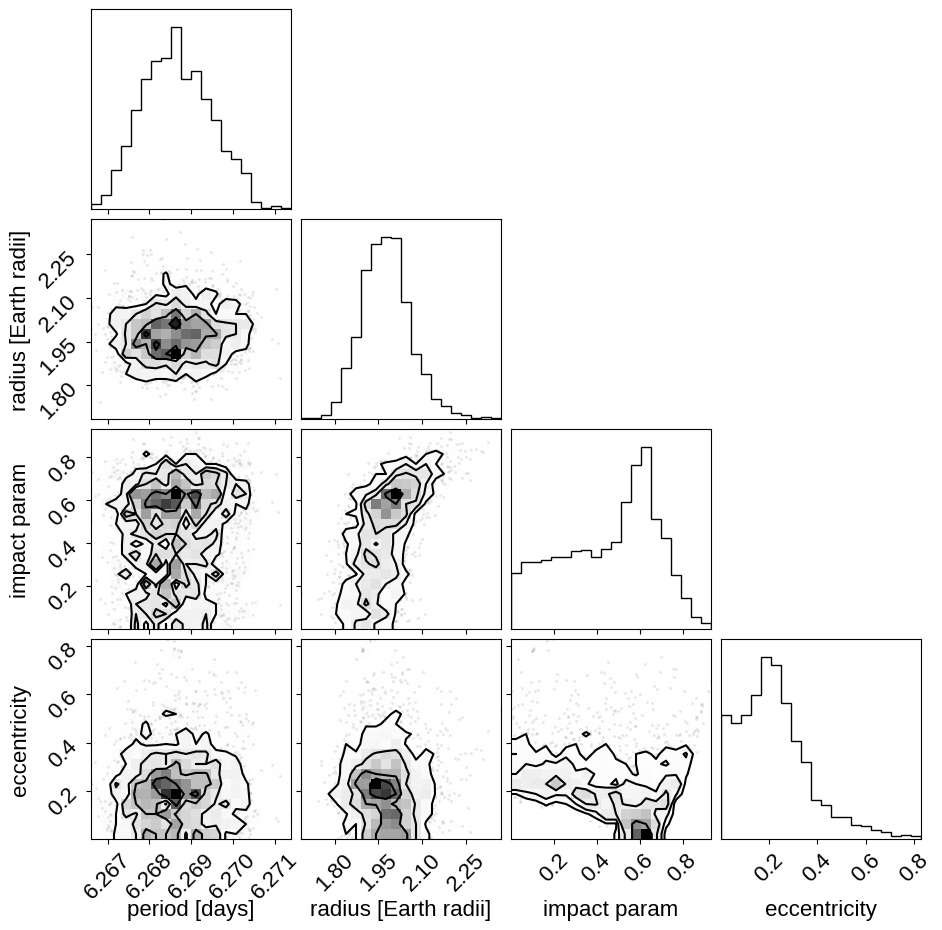 radius [Earth radii]
2.25
2.10
1.95
1.80
impact param
0.8
0.6
0.4
0.2
eccentricity
0.8
0.6
0.4
0.2
6.267 6.268 6.269 6.270 6.271
1.80 1.95 2.10 2.25
0.2 0.4 0.6 0.8
0.2 0.4 0.6 0.8
period [days] radius [Earth radii] impact param eccentricity